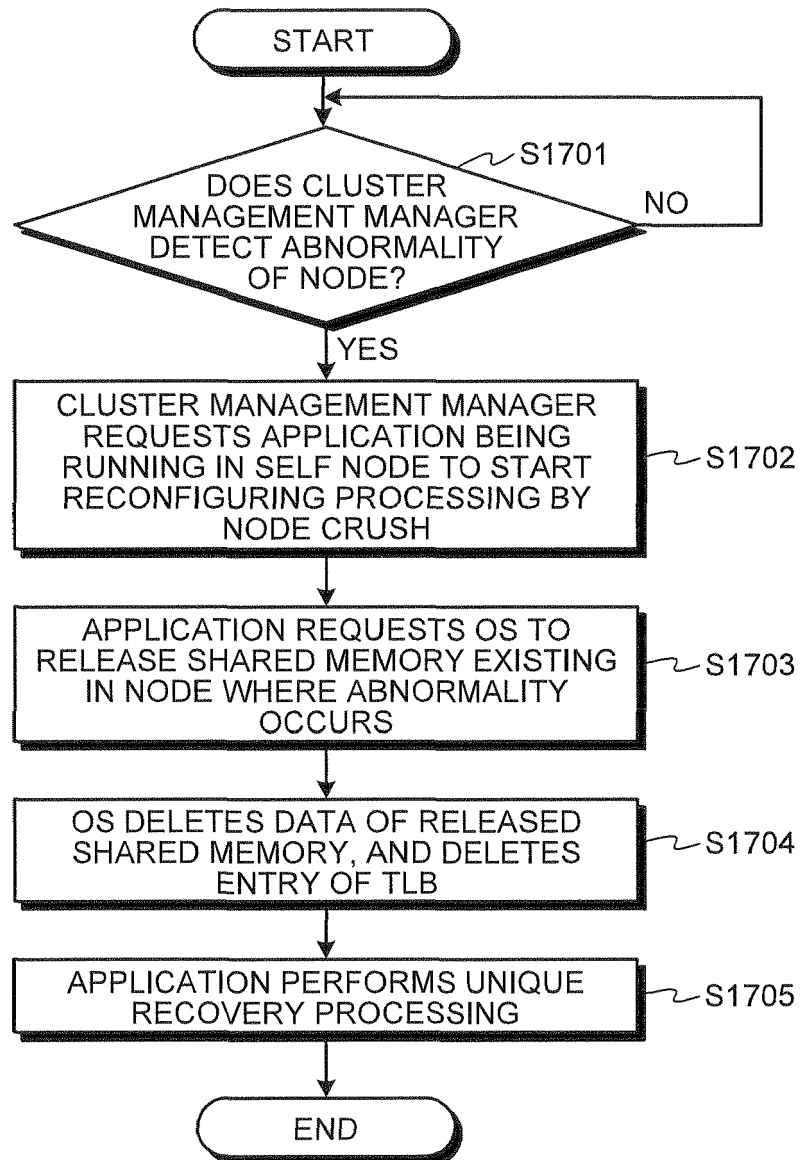 START
S1701
DOES CLUSTER
MANAGEMENT MANAGER
DETECT ABNORMALITY
OF NODE?
NO
YES
CLUSTER MANAGEMENT MANAGER
REQUESTS APPLICATION BEING
RUNNING IN SELF NODE TO START
RECONFIGURING PROCESSING BY
NODE CRUSH
S1702
APPLICATION REQUESTS OS TO
RELEASE SHARED MEMORY EXISTING
IN NODE WHERE ABNORMALITY
OCCURS
S1703
OS DELETES DATA OF RELEASED
SHARED MEMORY, AND DELETES
ENTRY OF TLB
S1704
APPLICATION PERFORMS UNIQUE
RECOVERY PROCESSING
S1705
END